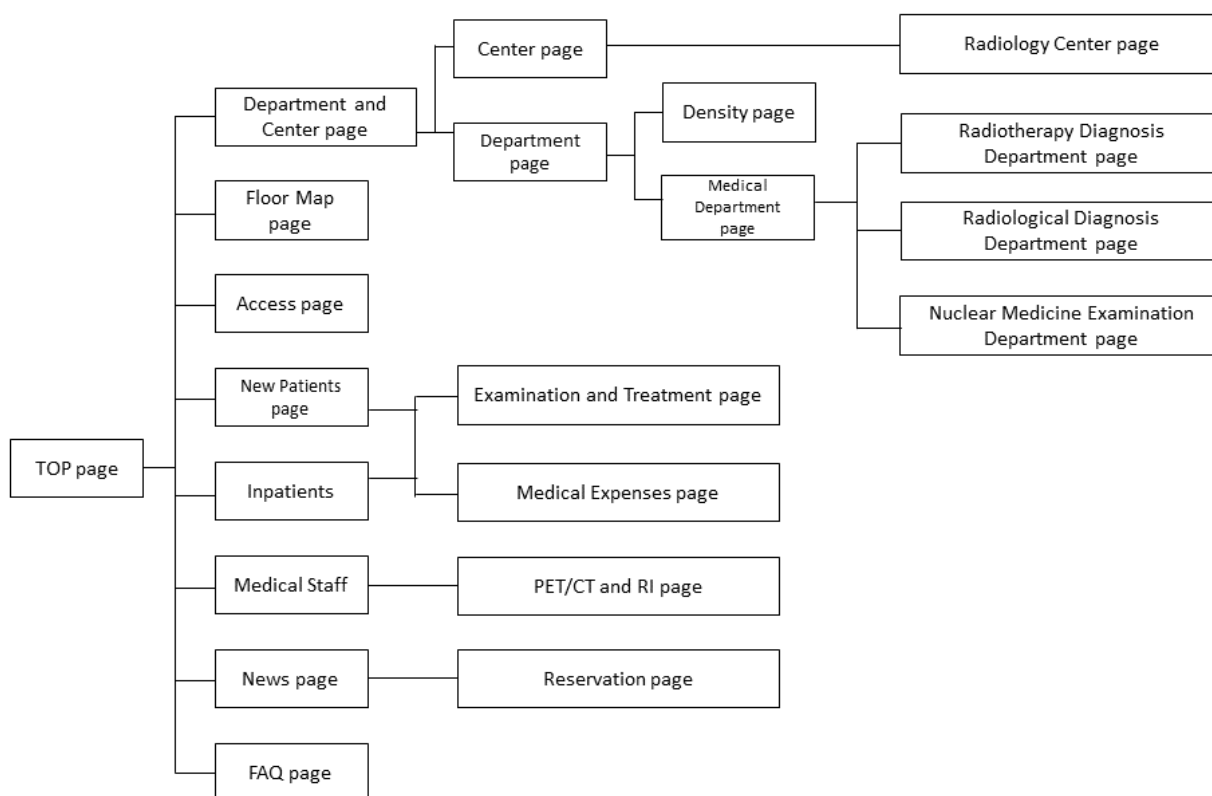 Center page
Radiology Center page
Department and
Center page
Density page
Department
page
Radiotherapy Diagnosis
Department page
Medical
Department
page
Floor Map
page
Radiological Diagnosis
Department page
Access page
Nuclear Medicine Examination
Department page
New Patients
page
Examination and Treatment page
TOP page
Inpatients
Medical Expenses page
Medical Staff
PET/CT and RI page
News page
Reservation page
FAQ page